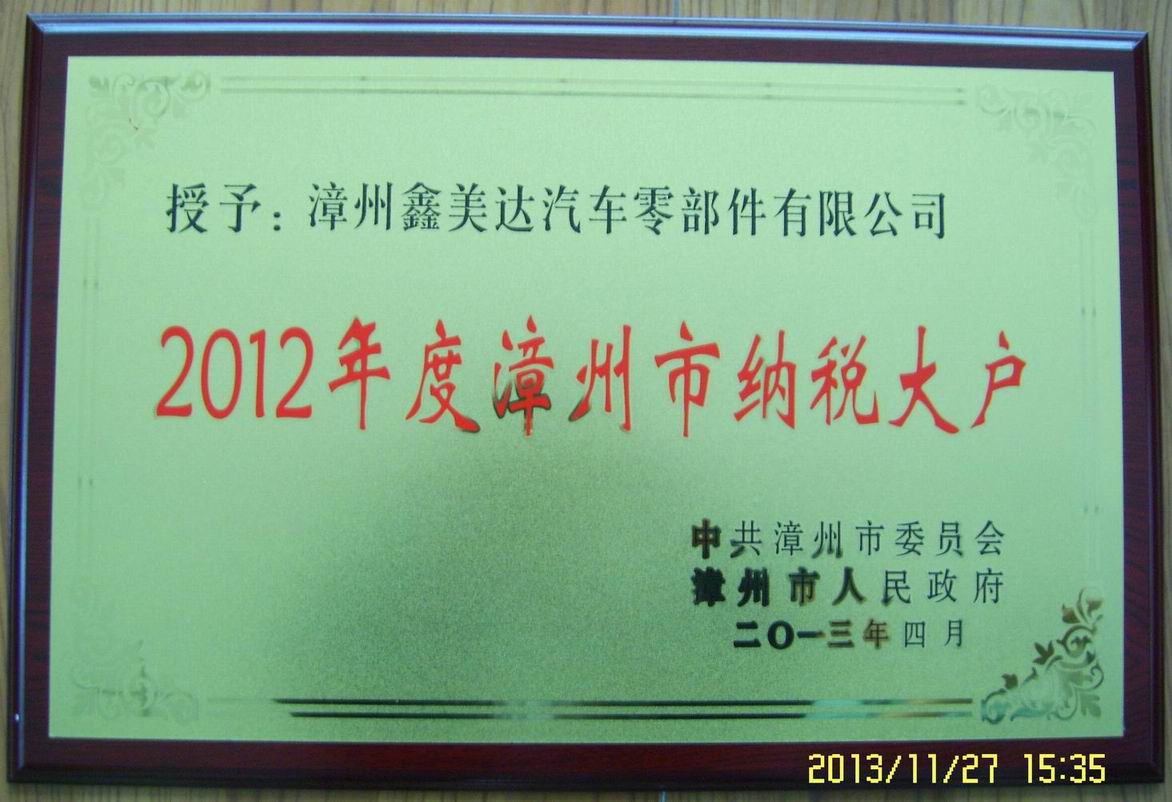 授予：漳州鑫美达汽车零部件有限公司
2012年度漳州市纳税大户
中共漳州市委员会
漳州市人民政府
二〇一三年四月
2013/11/27 15:35